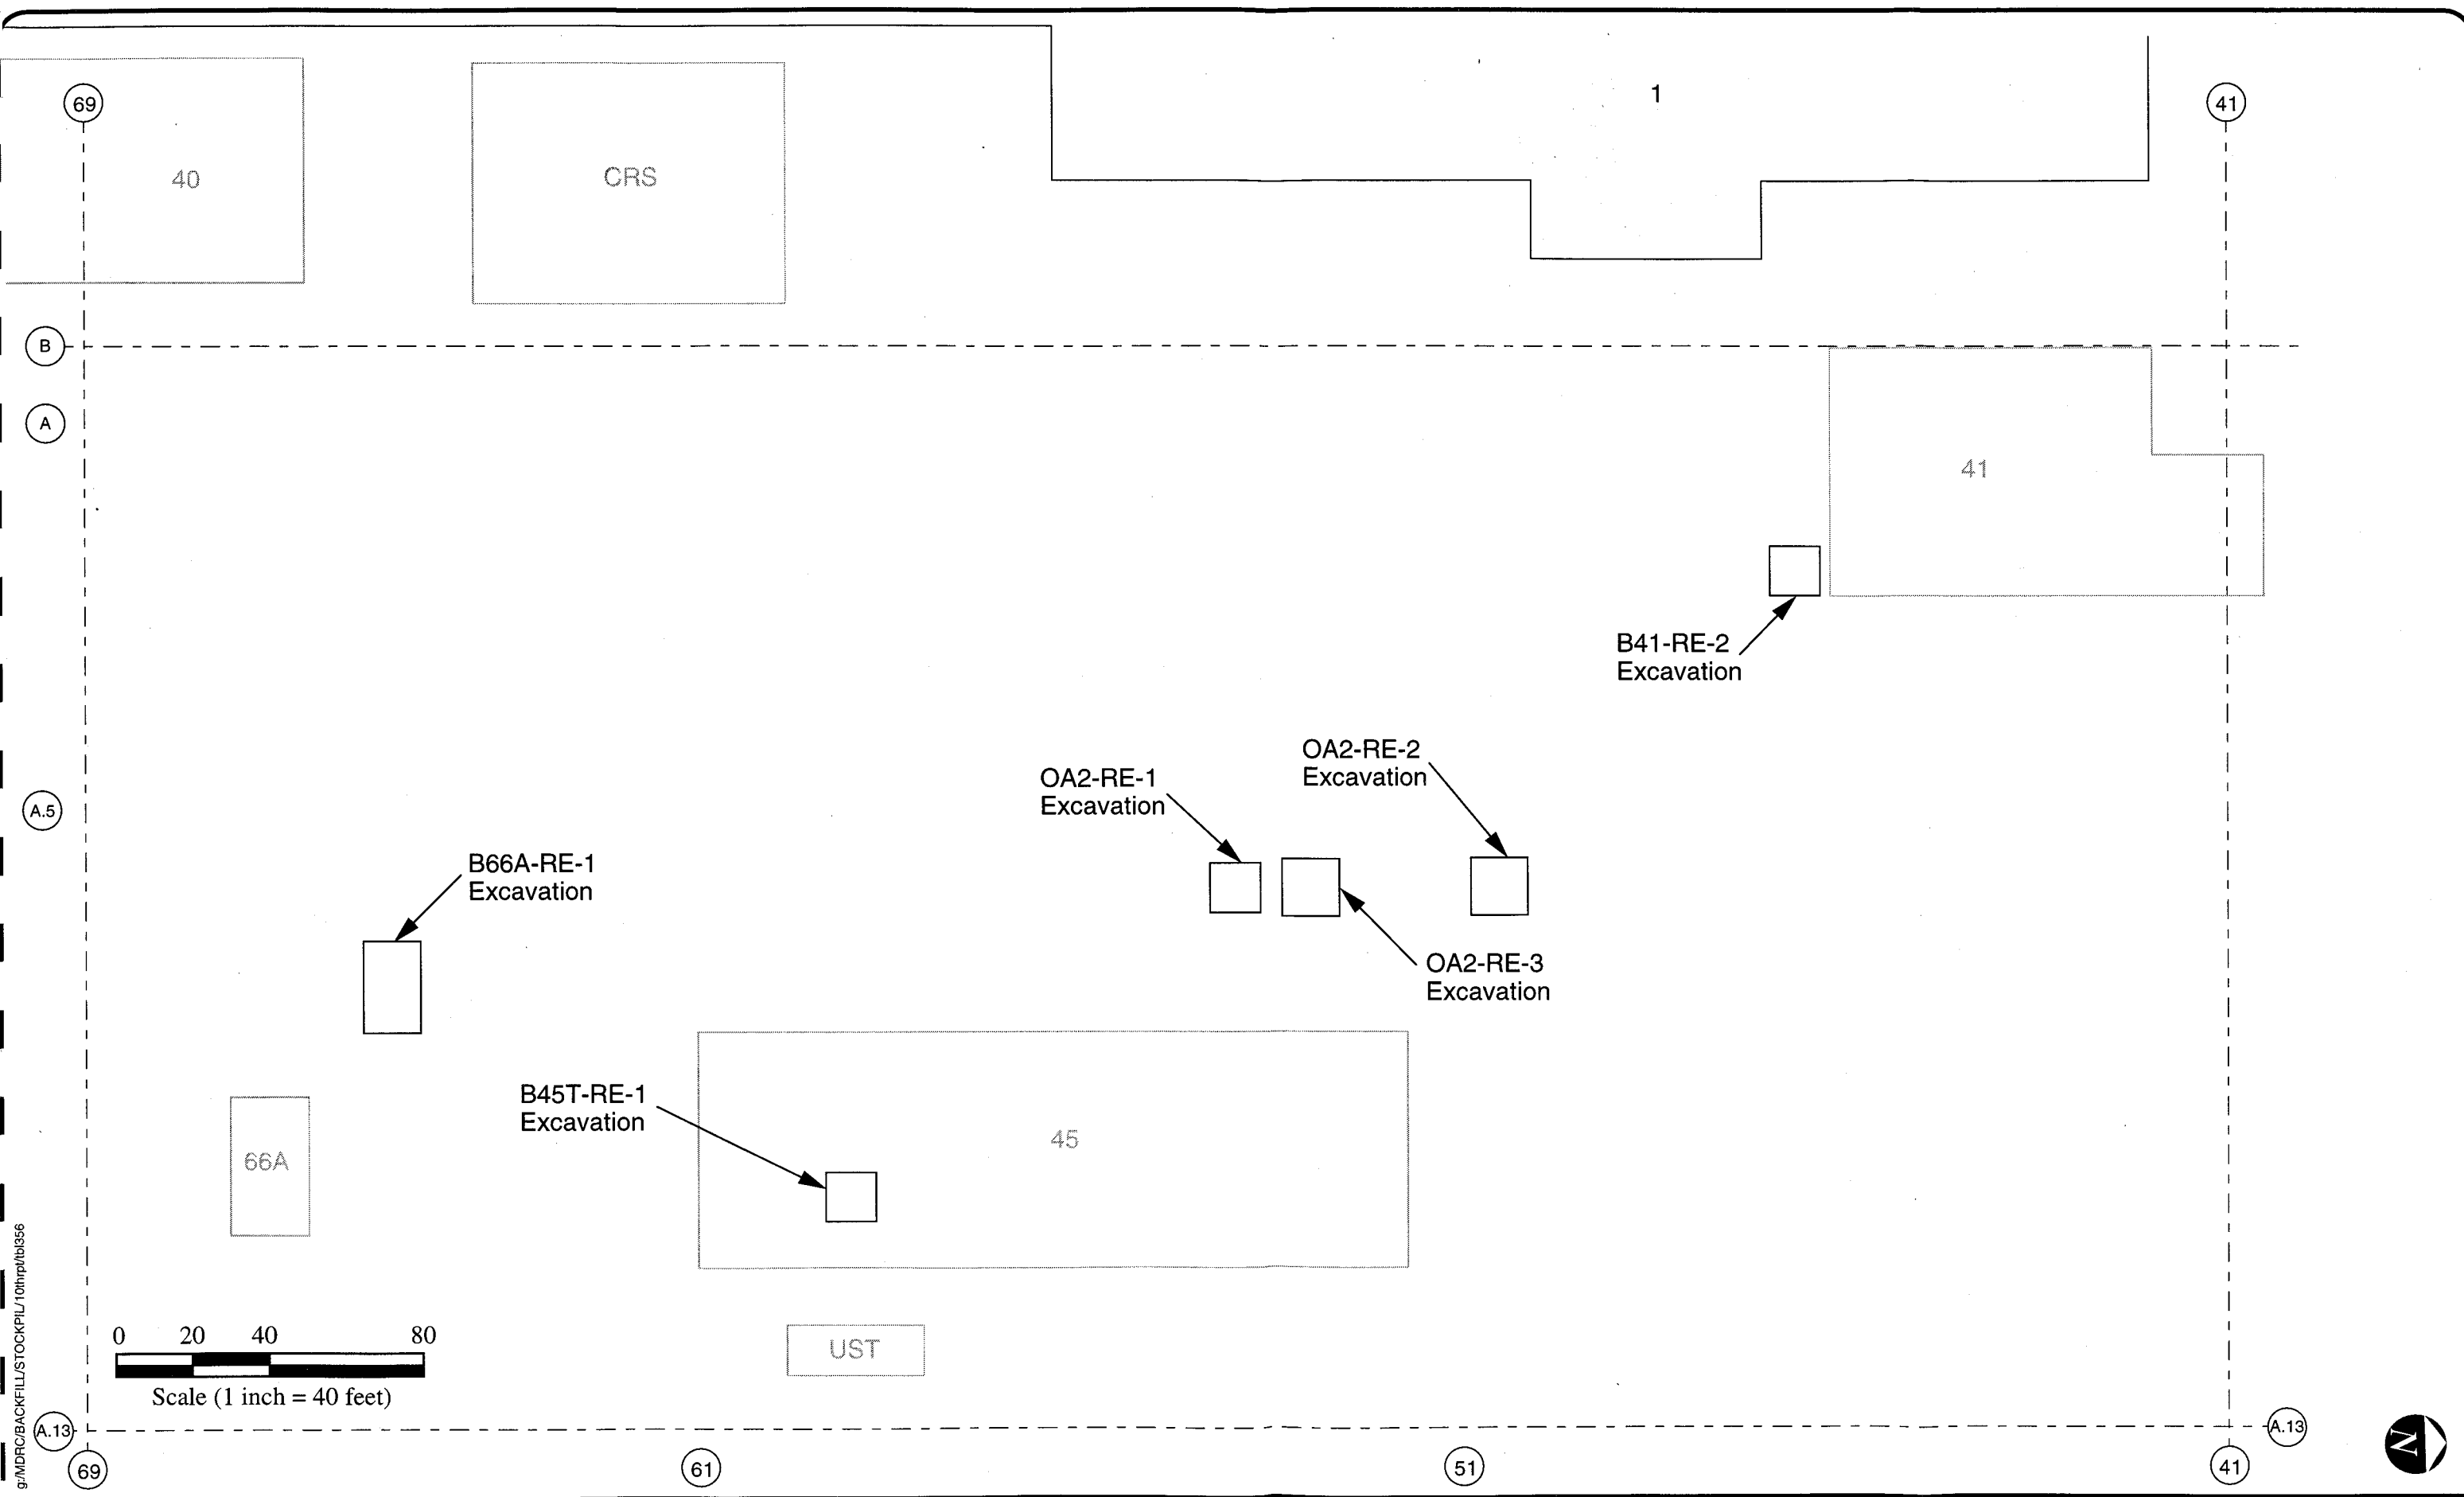 69
1
41
40
CRS
B
A
41
B41-RE-2
Excavation
OA2-RE-2
Excavation
OA2-RE-1
Excavation
A.5
B66A-RE-1
Excavation
OA2-RE-3
Excavation
B45T-RE-1
Excavation
45
66A
g:/MDRC/BACKFILL/STOCKPIL/10thrpt/tbl356
0 20 40 80
Scale (1 inch = 40 feet)
UST
A.13
A.13
N
69
61
51
41